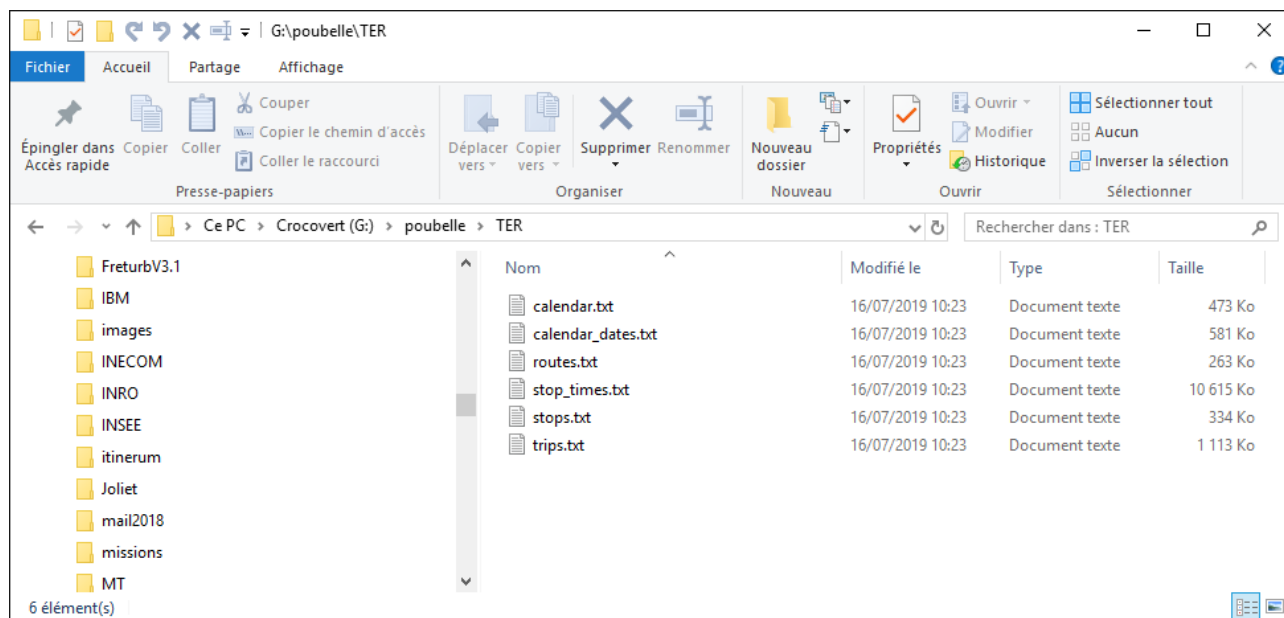 G:\poubelle\TER
Fichier Accueil Partage Affichage
Épingler dans Accès rapide
Copier
Coller
Couper
Copier le chemin d'accès
Coller le raccourci
Presse-papiers
Déplacer vers
Copier vers
Supprimer
Renommer
Organiser
Nouveau dossier
Nouveau
Propriétés
Ouvrir
Modifier
Historique
Ouvrir
Sélectionner tout
Aucun
Inverser la sélection
Sélectionner
Ce PC > Crocovert (G:) > poubelle > TER
Rechercher dans : TER
FreturbV3.1
IBM
images
INECOM
INRO
INSEE
itinerum
Joliet
mail2018
missions
MT
Nom Modifié le Type Taille
calendar.txt 16/07/2019 10:23 Document texte 473 Ko
calendar_dates.txt 16/07/2019 10:23 Document texte 581 Ko
routes.txt 16/07/2019 10:23 Document texte 263 Ko
stop_times.txt 16/07/2019 10:23 Document texte 10 615 Ko
stops.txt 16/07/2019 10:23 Document texte 334 Ko
trips.txt 16/07/2019 10:23 Document texte 1 113 Ko
6 élément(s)